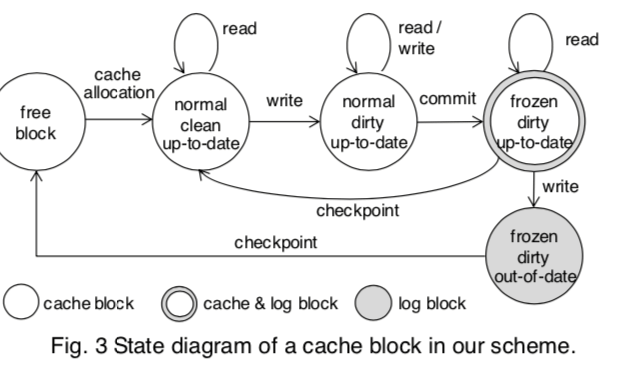 read
read /
write
read
cache
allocation
free
block
normal
clean
up-to-date
write
normal
dirty
up-to-date
commit
frozen
dirty
up-to-date
checkpoint
write
checkpoint
frozen
dirty
out-of-date
cache block
cache & log block
log block
Fig. 3 State diagram of a cache block in our scheme.